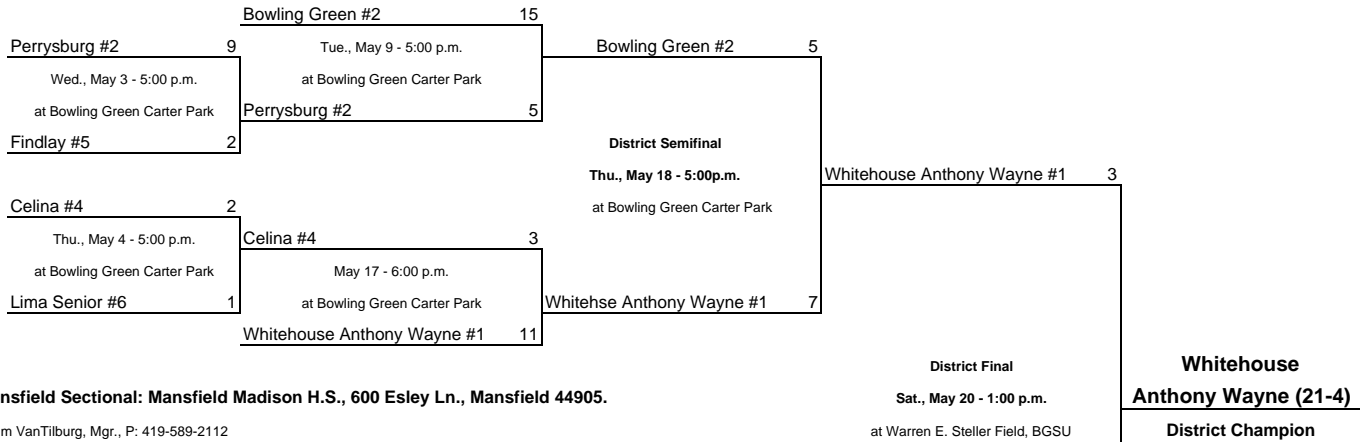 Bowling Green #2 15
Perrysburg #2 9
Tue., May 9 - 5:00 p.m.
Bowling Green #2 5
Wed., May 3 - 5:00 p.m.
at Bowling Green Carter Park
at Bowling Green Carter Park
Perrysburg #2 5
Findlay #5 2
District Semifinal
Thu., May 18 - 5:00p.m.
Whitehouse Anthony Wayne #1 3
Celina #4 2
at Bowling Green Carter Park
Thu., May 4 - 5:00 p.m.
Celina #4 3
at Bowling Green Carter Park
May 17 - 6:00 p.m.
Lima Senior #6 1
at Bowling Green Carter Park
Whitehse Anthony Wayne #1 7
Whitehouse Anthony Wayne #1 11
District Final
Whitehouse
nsfield Sectional: Mansfield Madison H.S., 600 Esley Ln., Mansfield 44905.
Sat., May 20 - 1:00 p.m.
Anthony Wayne (21-4)
m VanTilburg, Mgr., P: 419-589-2112
at Warren E. Steller Field, BGSU
District Champion